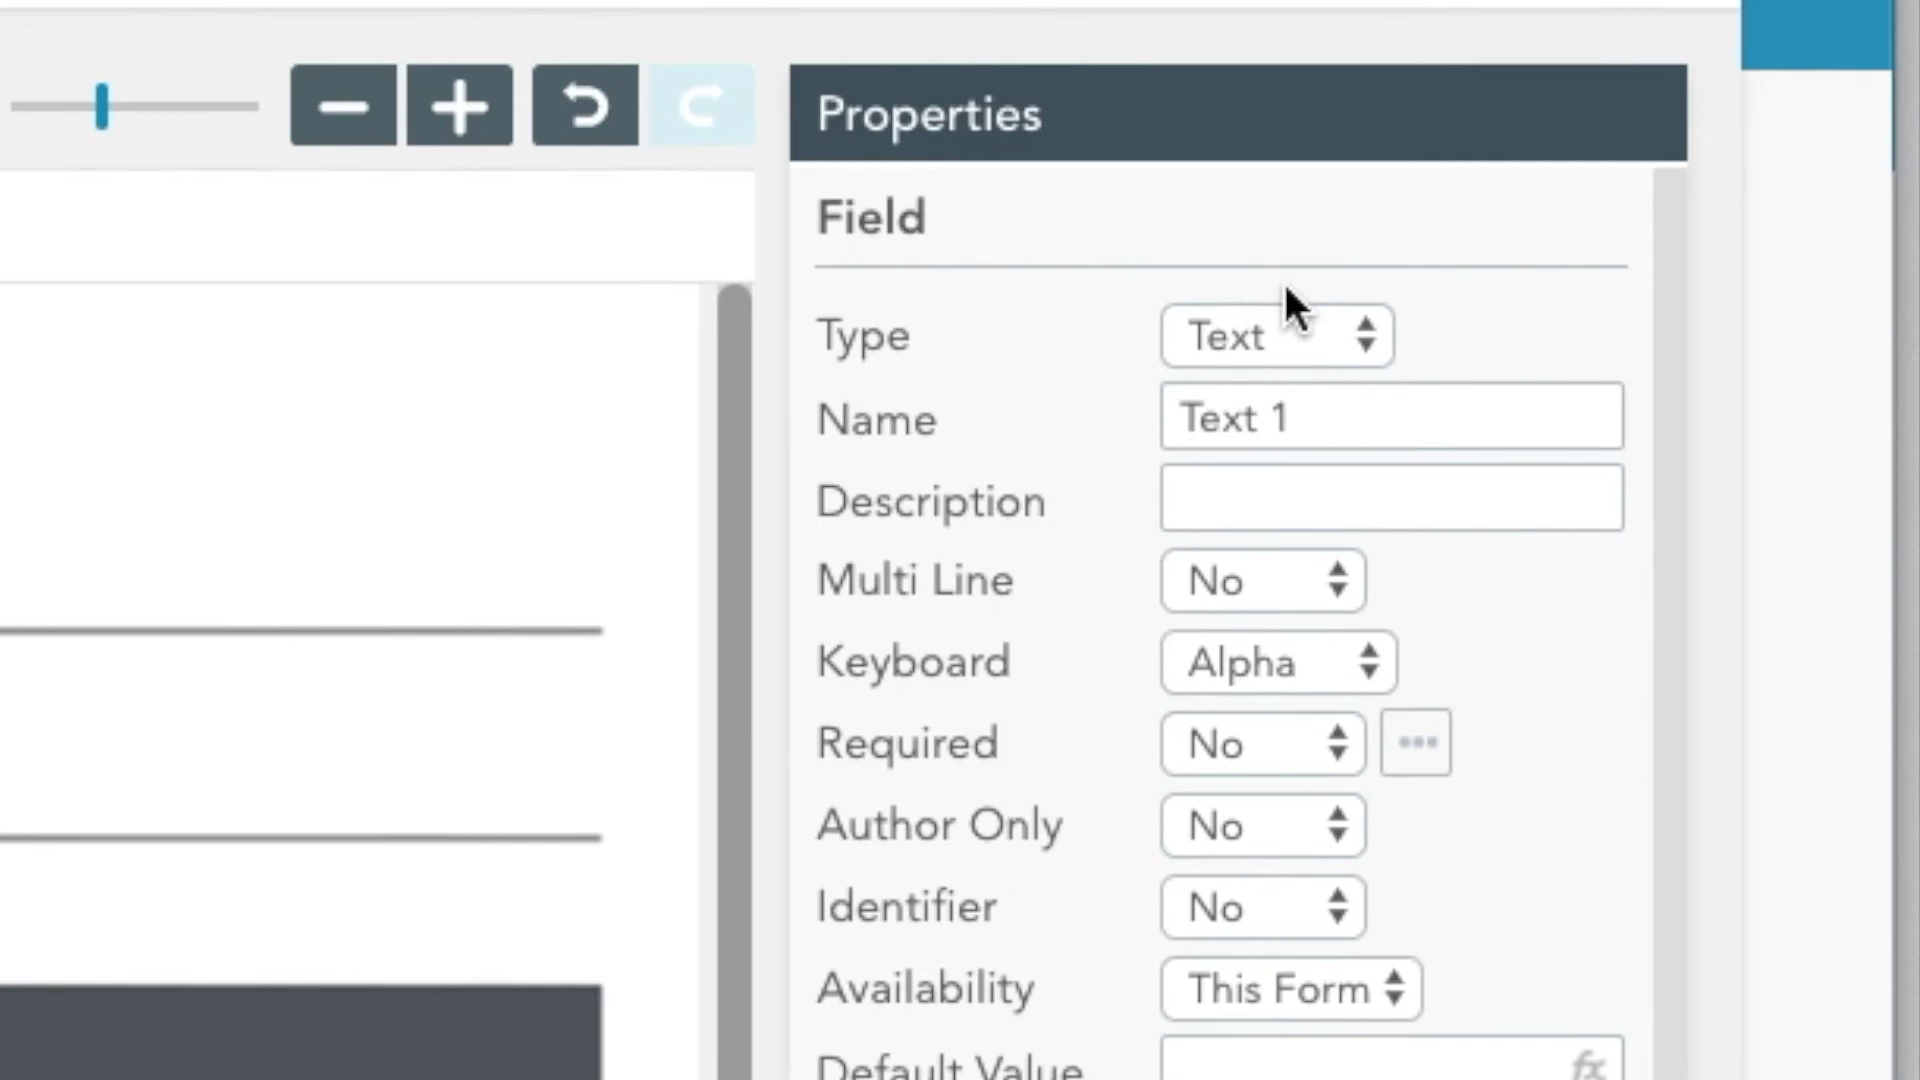 Properties
Field
Type Text
Name Text 1
Description
Multi Line No
Keyboard Alpha
Required No •••
Author Only No
Identifier No
Availability This Form
Default Value fx